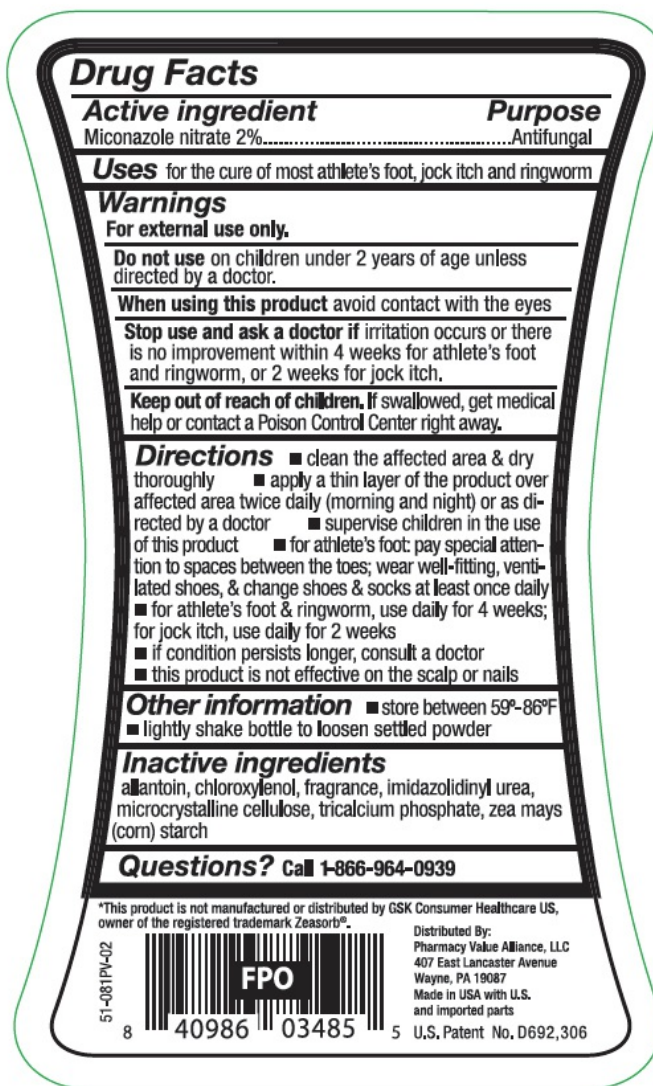 Drug Facts
Active ingredient Purpose
Miconazole nitrate 2%......................................................Antifungal
Uses for the cure of most athlete's foot, jock itch and ringworm
Warnings
For external use only.
Do not use on children under 2 years of age unless
directed by a doctor.
When using this product avoid contact with the eyes
Stop use and ask a doctor if irritation occurs or there
is no improvement within 4 weeks for athlete's foot
and ringworm, or 2 weeks for jock itch.
Keep out of reach of children. If swallowed, get medical
help or contact a Poison Control Center right away.
Directions ■ clean the affected area & dry
thoroughly ■ apply a thin layer of the product over
affected area twice daily (morning and night) or as di-
rected by a doctor ■ supervise children in the use
of this product ■ for athlete's foot: pay special atten-
tion to spaces between the toes; wear well-fitting, venti-
lated shoes, & change shoes & socks at least once daily
■ for athlete's foot & ringworm, use daily for 4 weeks;
for jock itch, use daily for 2 weeks
■ if condition persists longer, consult a doctor
■ this product is not effective on the scalp or nails
Other information ■ store between 59º-86ºF
■ lightly shake bottle to loosen settled powder
Inactive ingredients
allantoin, chloroxylenol, fragrance, imidazolidinyl urea,
microcrystalline cellulose, tricalcium phosphate, zea mays
(corn) starch
Questions? Call 1-866-964-0939
*This product is not manufactured or distributed by GSK Consumer Healthcare US,
owner of the registered trademark Zeasorb®.
51-081PV-02
FPO
8 40986 03485 5
Distributed By:
Pharmacy Value Alliance, LLC
407 East Lancaster Avenue
Wayne, PA 19087
Made in USA with U.S.
and imported parts
U.S. Patent No. D692,306